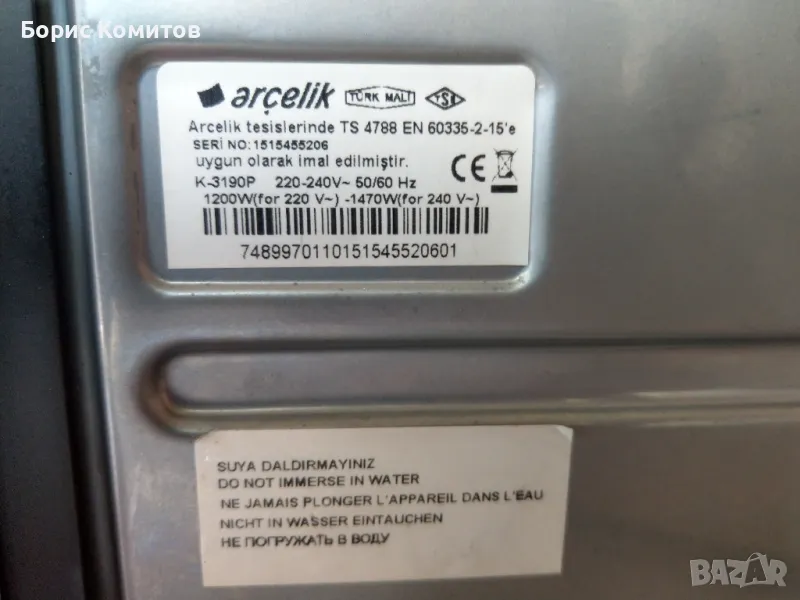 Борис Комитов
arçelik TÜRK MALI TSE
Arcelik tesislerinde TS 4788 EN 60335-2-15'e
SERİ NO:1515455206
uygun olarak imal edilmiştir.
CE
K-3190P 220-240V~ 50/60 Hz
1200W(for 220 V~) -1470W(for 240 V~)
7489970110151545520601
SUYA DALDIRMAYINIZ
DO NOT IMMERSE IN WATER
NE JAMAIS PLONGER L'APPAREIL DANS L'EAU
NICHT IN WASSER EINTAUCHEN
НЕ ПОГРУЖАТЬ В ВОДУ
BAZAR